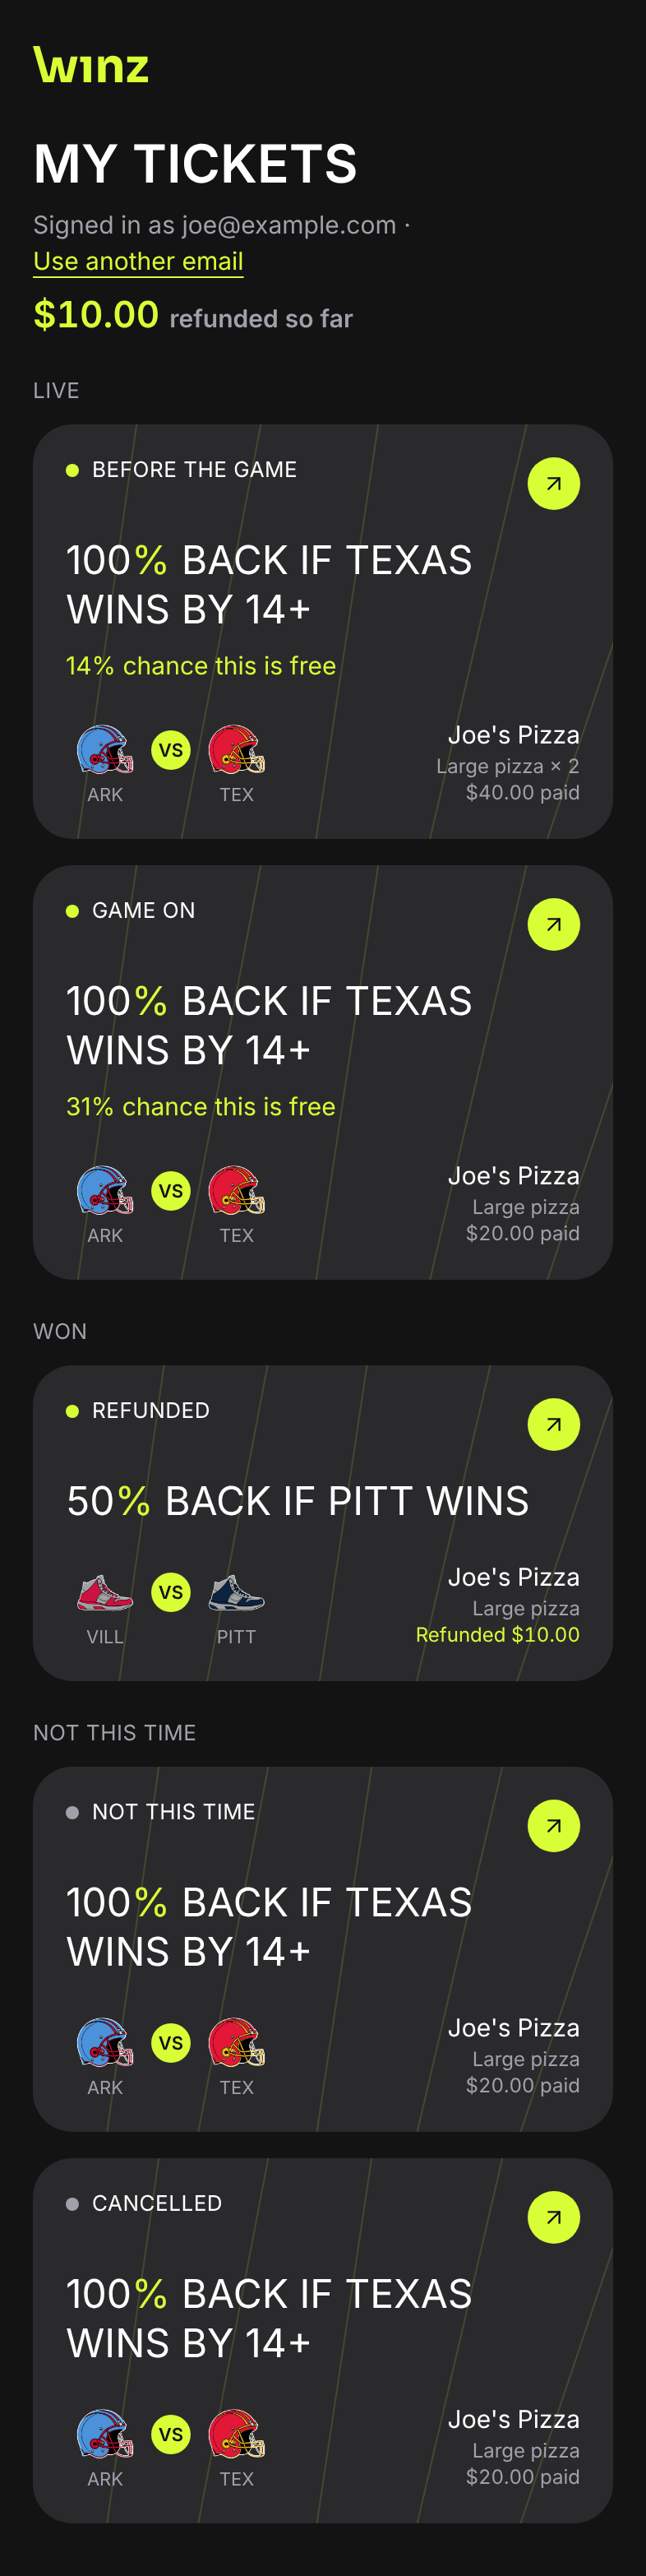 winz
MY TICKETS
Signed in as joe@example.com ·
Use another email
$10.00 refunded so far
LIVE
BEFORE THE GAME
100% BACK IF TEXAS
WINS BY 14+
14% chance this is free
VS
ARK
TEX
Joe's Pizza
Large pizza × 2
$40.00 paid
GAME ON
100% BACK IF TEXAS
WINS BY 14+
31% chance this is free
VS
ARK
TEX
Joe's Pizza
Large pizza
$20.00 paid
WON
REFUNDED
50% BACK IF PITT WINS
VS
VILL
PITT
Joe's Pizza
Large pizza
Refunded $10.00
NOT THIS TIME
NOT THIS TIME
100% BACK IF TEXAS
WINS BY 14+
VS
ARK
TEX
Joe's Pizza
Large pizza
$20.00 paid
CANCELLED
100% BACK IF TEXAS
WINS BY 14+
VS
ARK
TEX
Joe's Pizza
Large pizza
$20.00 paid